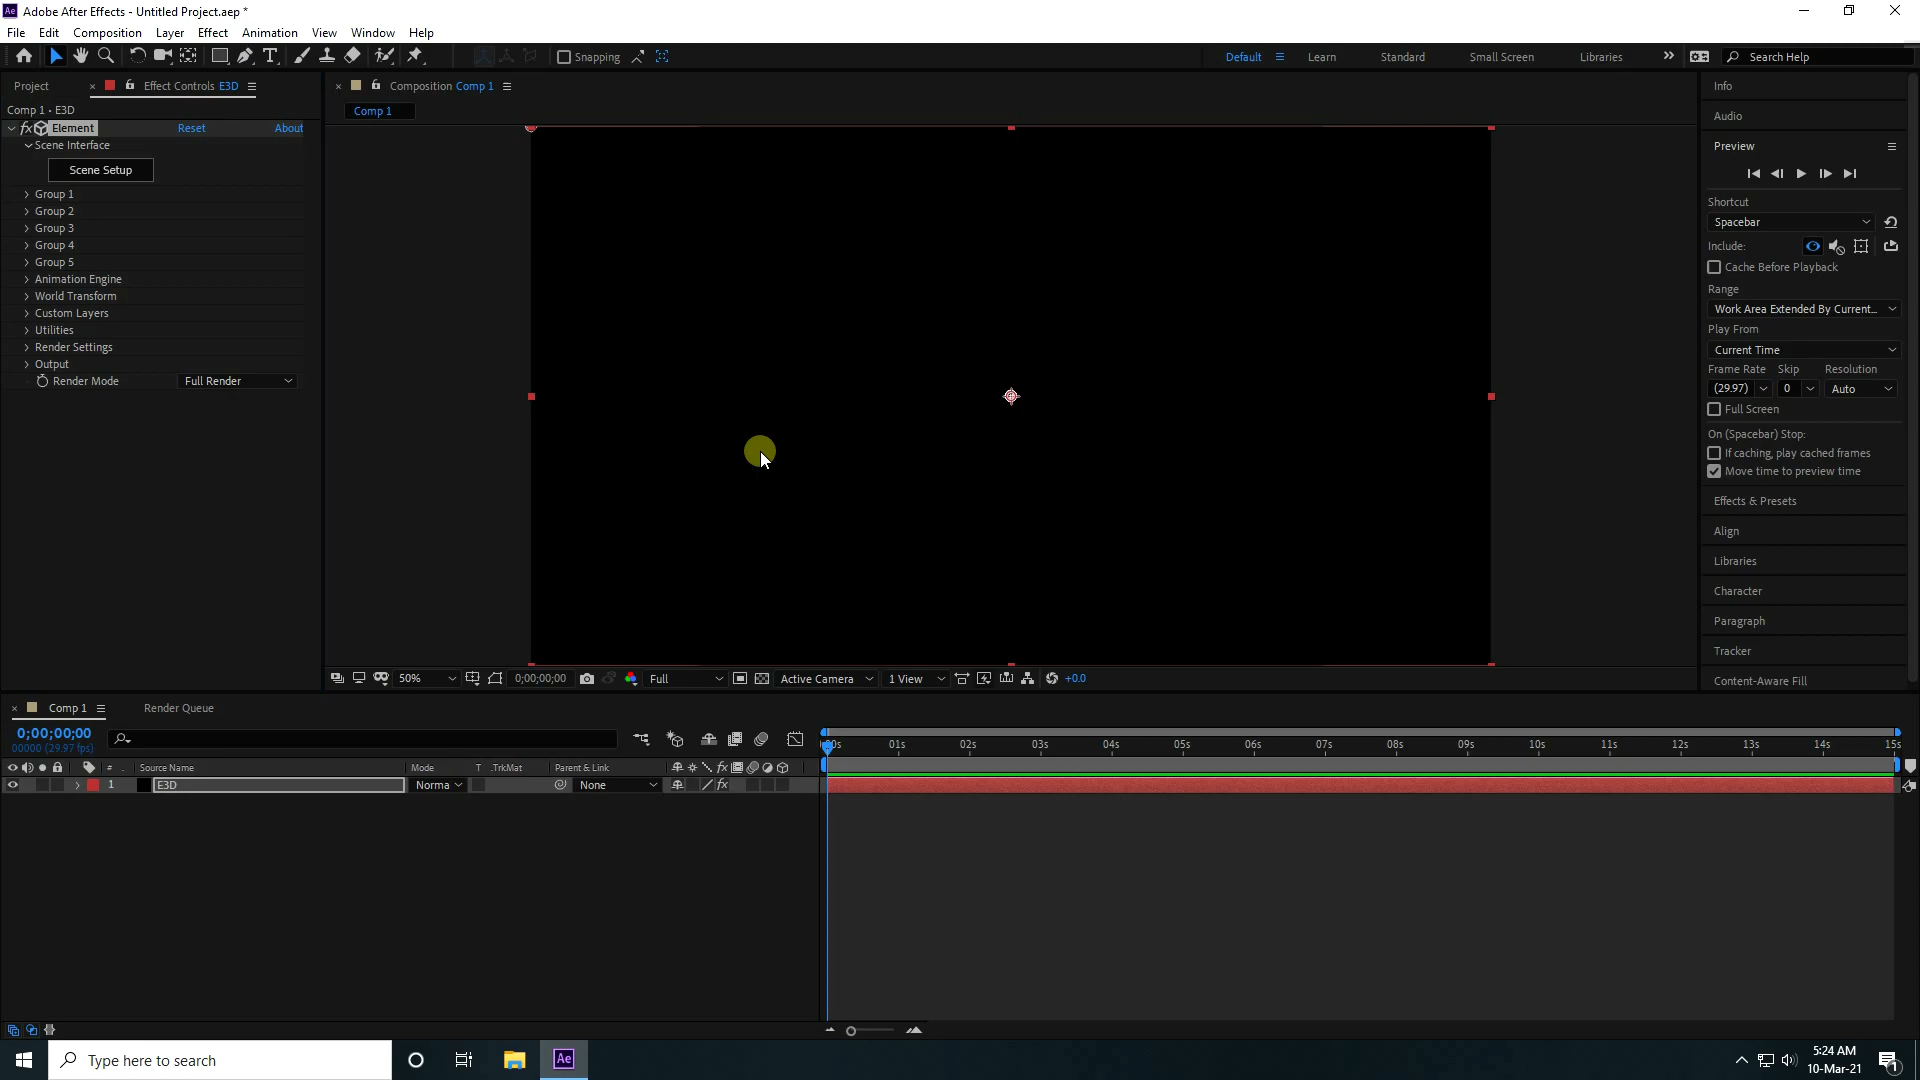 Adobe After Effects - Untitled Project.aep *
File Edit Composition Layer Effect Animation View Window Help
Snapping
Default Learn Standard Small Screen Libraries Search Help
Project Effect Controls E3D
Comp 1 • E3D
fx Element Reset About
Scene Interface
Scene Setup
Group 1
Group 2
Group 3
Group 4
Group 5
Animation Engine
World Transform
Custom Layers
Utilities
Render Settings
Output
Render Mode Full Render
Composition Comp 1
Comp 1
50% 0;00;00;00 Full Active Camera 1 View +0.0
Info
Audio
Preview
Shortcut
Spacebar
Include:
Cache Before Playback
Range
Work Area Extended By Current...
Play From
Current Time
Frame Rate Skip Resolution
(29.97) 0 Auto
Full Screen
On (Spacebar) Stop:
If caching, play cached frames
Move time to preview time
Effects & Presets
Align
Libraries
Character
Paragraph
Tracker
Content-Aware Fill
Comp 1 Render Queue
0;00;00;00
00000 (29.97 fps)
01s 02s 03s 04s 05s 06s 07s 08s 09s 10s 11s 12s 13s 14s 15s
# Source Name Mode T .TrkMat Parent & Link
1 E3D Norma None
Type here to search
Ae
5:24 AM
10-Mar-21
1